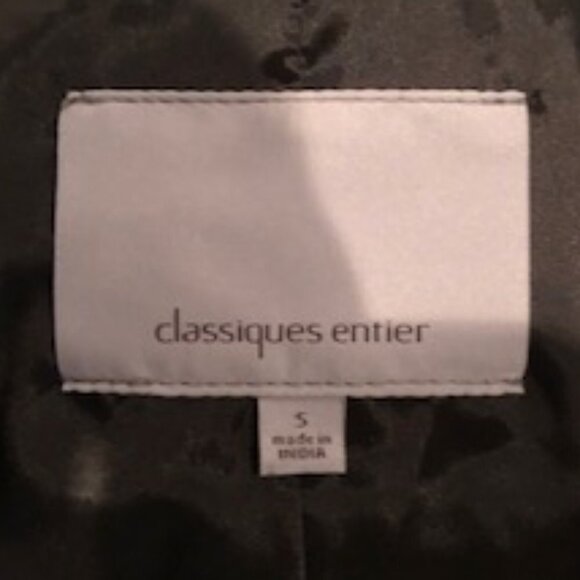 classiques entier
S
made in
INDIA